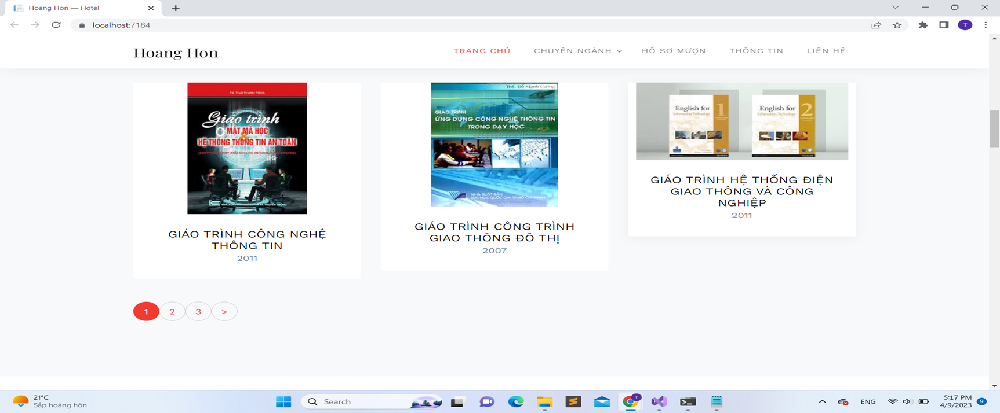 Hoang Hon — Hotel
localhost:7184
T
Hoang Hon
TRANG CHỦ
CHUYÊN NGÀNH
HỒ SƠ MƯỢN
THÔNG TIN
LIÊN HỆ
TS. THÁI THANH TÙNG
Giáo trình
MẬT MÃ HỌC
&
HỆ THỐNG THÔNG TIN AN TOÀN
(CRYPTOGRAPHY AND SECURE INFORMATION SYSTEM)
GIÁO TRÌNH CÔNG NGHỆ
THÔNG TIN
2011
ThS. Đỗ Mạnh Cường
GIÁO TRÌNH
ỨNG DỤNG CÔNG NGHỆ THÔNG TIN
TRONG DẠY HỌC
NHÀ XUẤT BẢN
ĐẠI HỌC QUỐC GIA TP.HỒ CHÍ MINH
GIÁO TRÌNH CÔNG TRÌNH
GIAO THÔNG ĐÔ THỊ
2007
English for 1
Information Technology
English for 2
Information Technology
GIÁO TRÌNH HỆ THỐNG ĐIỆN
GIAO THÔNG VÀ CÔNG
NGHIỆP
2011
1 2 3 >
21°C
Sắp hoàng hôn
Search
T
ENG
5:17 PM
4/9/2023
9